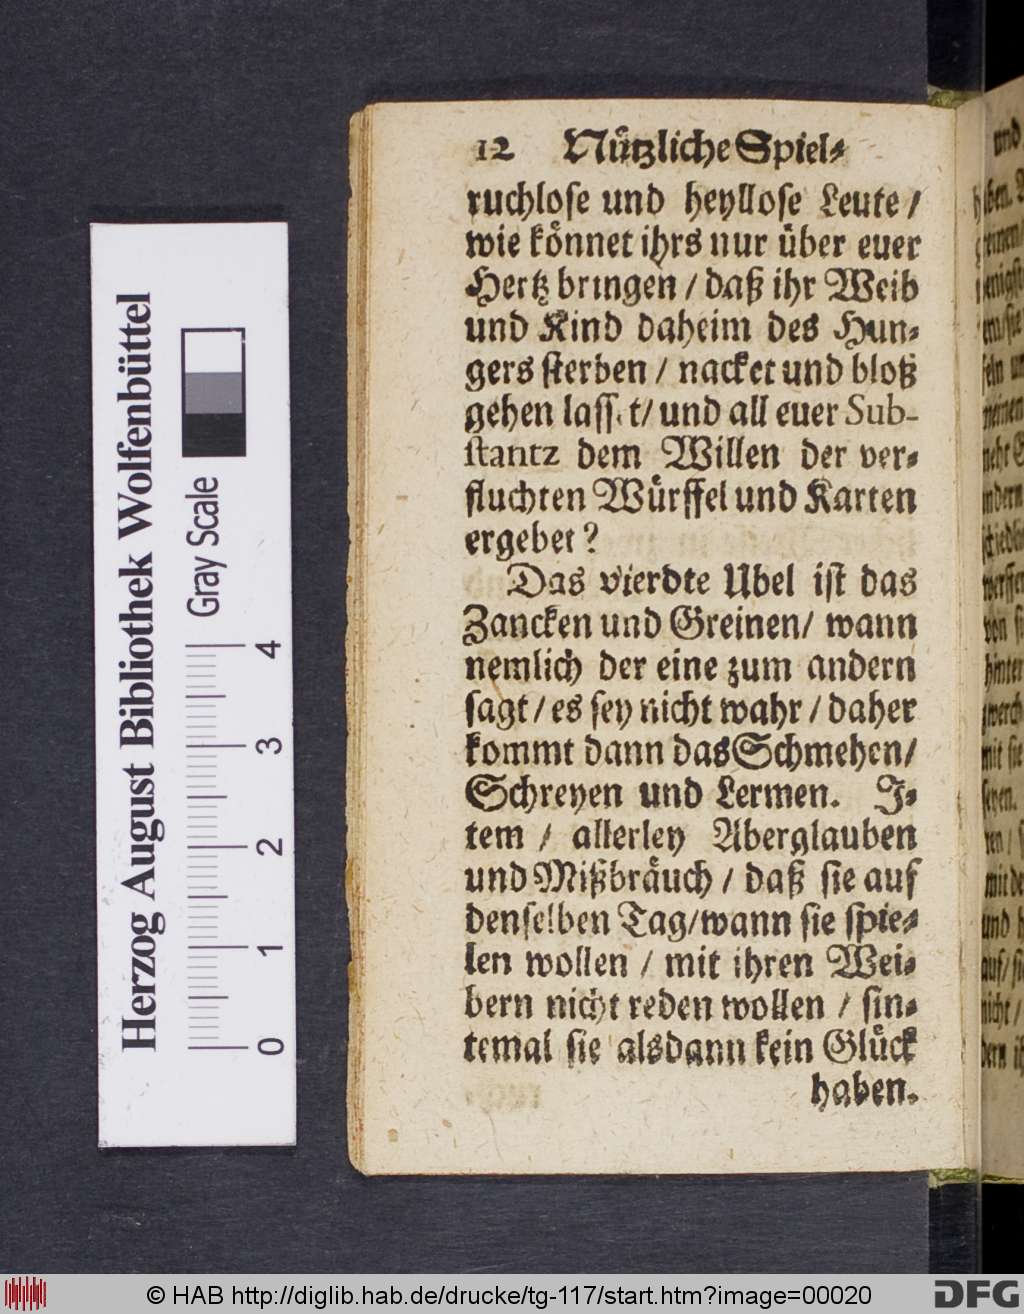 12 Nützliche Spiel⸗
ruchlose und heyllose Leute /
wie könnet ihrs nur über euer
Hertz bringen / daß ihr Weib
und Kind daheim des Hun⸗
gers sterben / nacket und bloß
gehen lasset / und all euer Sub-
stantz dem Willen der ver⸗
fluchten Würffel und Karten
ergebet ?
Das vierdte Ubel ist das
Zancken und Greinen / wann
nemlich der eine zum andern
sagt / es sey nicht wahr / daher
kommt dann das Schmehen /
Schreyen und Lermen. J⸗
tem / allerley Aberglauben
und Mißbräuch / daß sie auf
denselben Tag / wann sie spie⸗
len wollen / mit ihren Wei⸗
bern nicht reden wollen / sin⸗
temal sie alsdann kein Glück
haben.
Herzog August Bibliothek Wolfenbüttel
Gray Scale
0 1 2 3 4
© HAB http://diglib.hab.de/drucke/tg-117/start.htm?image=00020
DFG